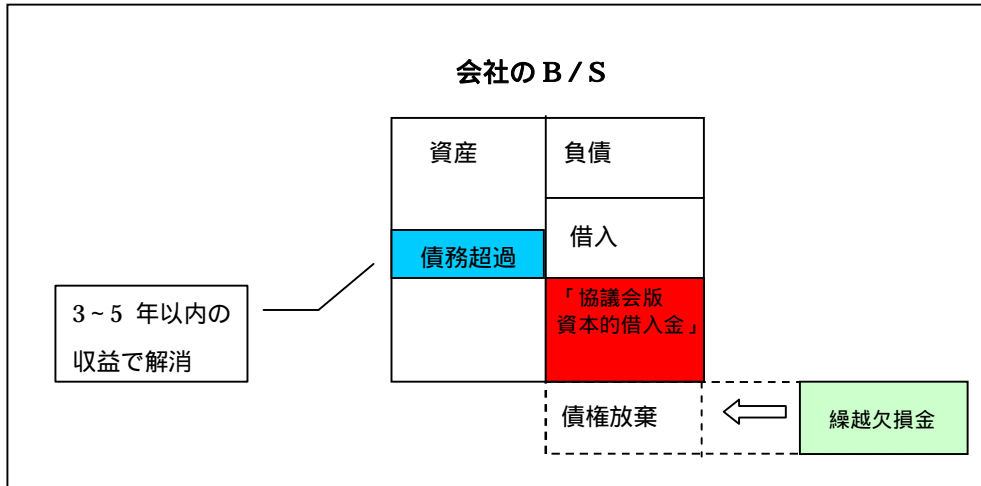 会社のB/S
資産
負債
債務超過
借入
3~5 年以内の
収益で解消
「協議会版
資本的借入金」
債権放棄
繰越欠損金